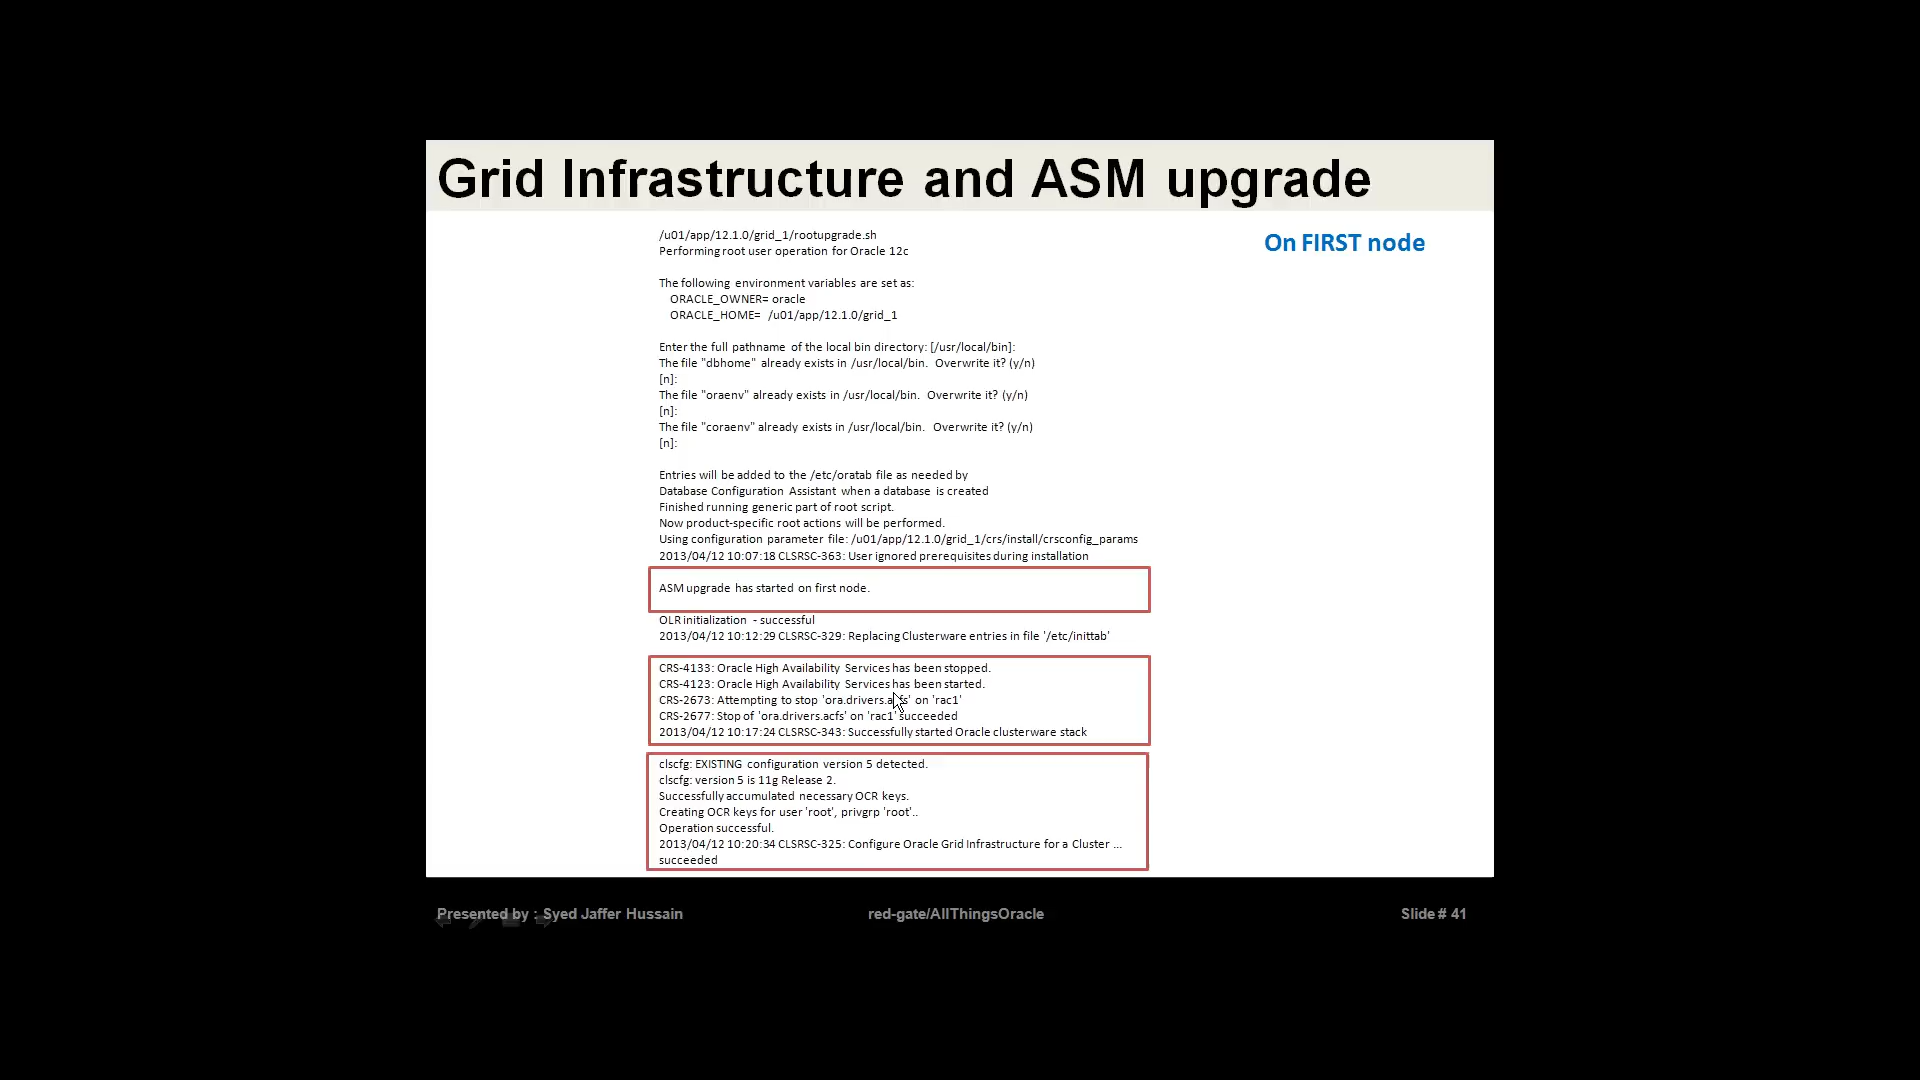 Grid Infrastructure and ASM upgrade
On FIRST node
/u01/app/12.1.0/grid_1/rootupgrade.sh
Performing root user operation for Oracle 12c
The following environment variables are set as:
ORACLE_OWNER= oracle
ORACLE_HOME= /u01/app/12.1.0/grid_1
Enter the full pathname of the local bin directory: [/usr/local/bin]:
The file "dbhome" already exists in /usr/local/bin. Overwrite it? (y/n)
[n]:
The file "oraenv" already exists in /usr/local/bin. Overwrite it? (y/n)
[n]:
The file "coraenv" already exists in /usr/local/bin. Overwrite it? (y/n)
[n]:
Entries will be added to the /etc/oratab file as needed by
Database Configuration Assistant when a database is created
Finished running generic part of root script.
Now product-specific root actions will be performed.
Using configuration parameter file: /u01/app/12.1.0/grid_1/crs/install/crsconfig_params
2013/04/12 10:07:18 CLSRSC-363: User ignored prerequisites during installation
ASM upgrade has started on first node.
OLR initialization - successful
2013/04/12 10:12:29 CLSRSC-329: Replacing Clusterware entries in file '/etc/inittab'
CRS-4133: Oracle High Availability Services has been stopped.
CRS-4123: Oracle High Availability Services has been started.
CRS-2673: Attempting to stop 'ora.drivers.acfs' on 'rac1'
CRS-2677: Stop of 'ora.drivers.acfs' on 'rac1' succeeded
2013/04/12 10:17:24 CLSRSC-343: Successfully started Oracle clusterware stack
clscfg: EXISTING configuration version 5 detected.
clscfg: version 5 is 11g Release 2.
Successfully accumulated necessary OCR keys.
Creating OCR keys for user 'root', privgrp 'root'..
Operation successful.
2013/04/12 10:20:34 CLSRSC-325: Configure Oracle Grid Infrastructure for a Cluster ...
succeeded
Presented by : Syed Jaffer Hussain
red-gate/AllThingsOracle
Slide # 41